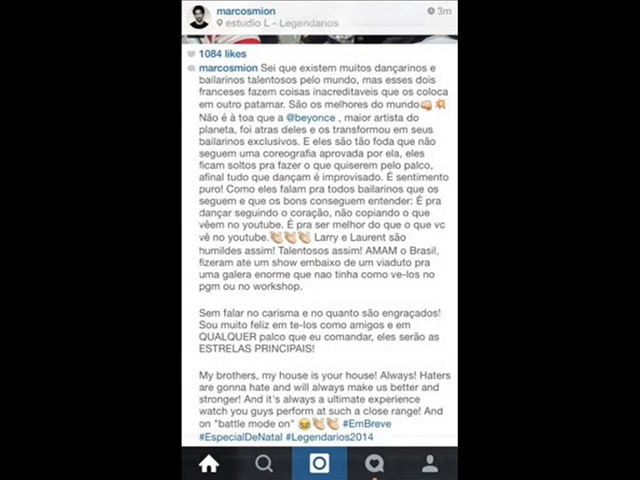 marcosmion
3m
estudio L - Legendarios
1084 likes
marcosmion Sei que existem muitos dançarinos e
bailarinos talentosos pelo mundo, mas esses dois
franceses fazem coisas inacreditaveis que os coloca
em outro patamar. São os melhores do mundo👊💥
Não é à toa que a @beyonce , maior artista do
planeta, foi atras deles e os transformou em seus
bailarinos exclusivos. E eles são tão foda que não
seguem uma coreografia aprovada por ela, eles
ficam soltos pra fazer o que quiserem pelo palco,
afinal tudo que dançam é improvisado. É sentimento
puro! Como eles falam pra todos bailarinos que os
seguem e que os bons conseguem entender: É pra
dançar seguindo o coração, não copiando o que
vêem no youtube. É pra ser melhor do que o que vc
vê no youtube.👏👏👏 Larry e Laurent são
humildes assim! Talentosos assim! AMAM o Brasil,
fizeram ate um show embaixo de um viaduto pra
uma galera enorme que nao tinha como ve-los no
pgm ou no workshop.
Sem falar no carisma e no quanto são engraçados!
Sou muito feliz em te-los como amigos e em
QUALQUER palco que eu comandar, eles serão as
ESTRELAS PRINCIPAIS!
My brothers, my house is your house! Always! Haters
are gonna hate and will always make us better and
stronger! And it's always a ultimate experience
watch you guys perform at such a close range! And
on "battle mode on" 😂👏👏 #EmBreve
#EspecialDeNatal #Legendarios2014